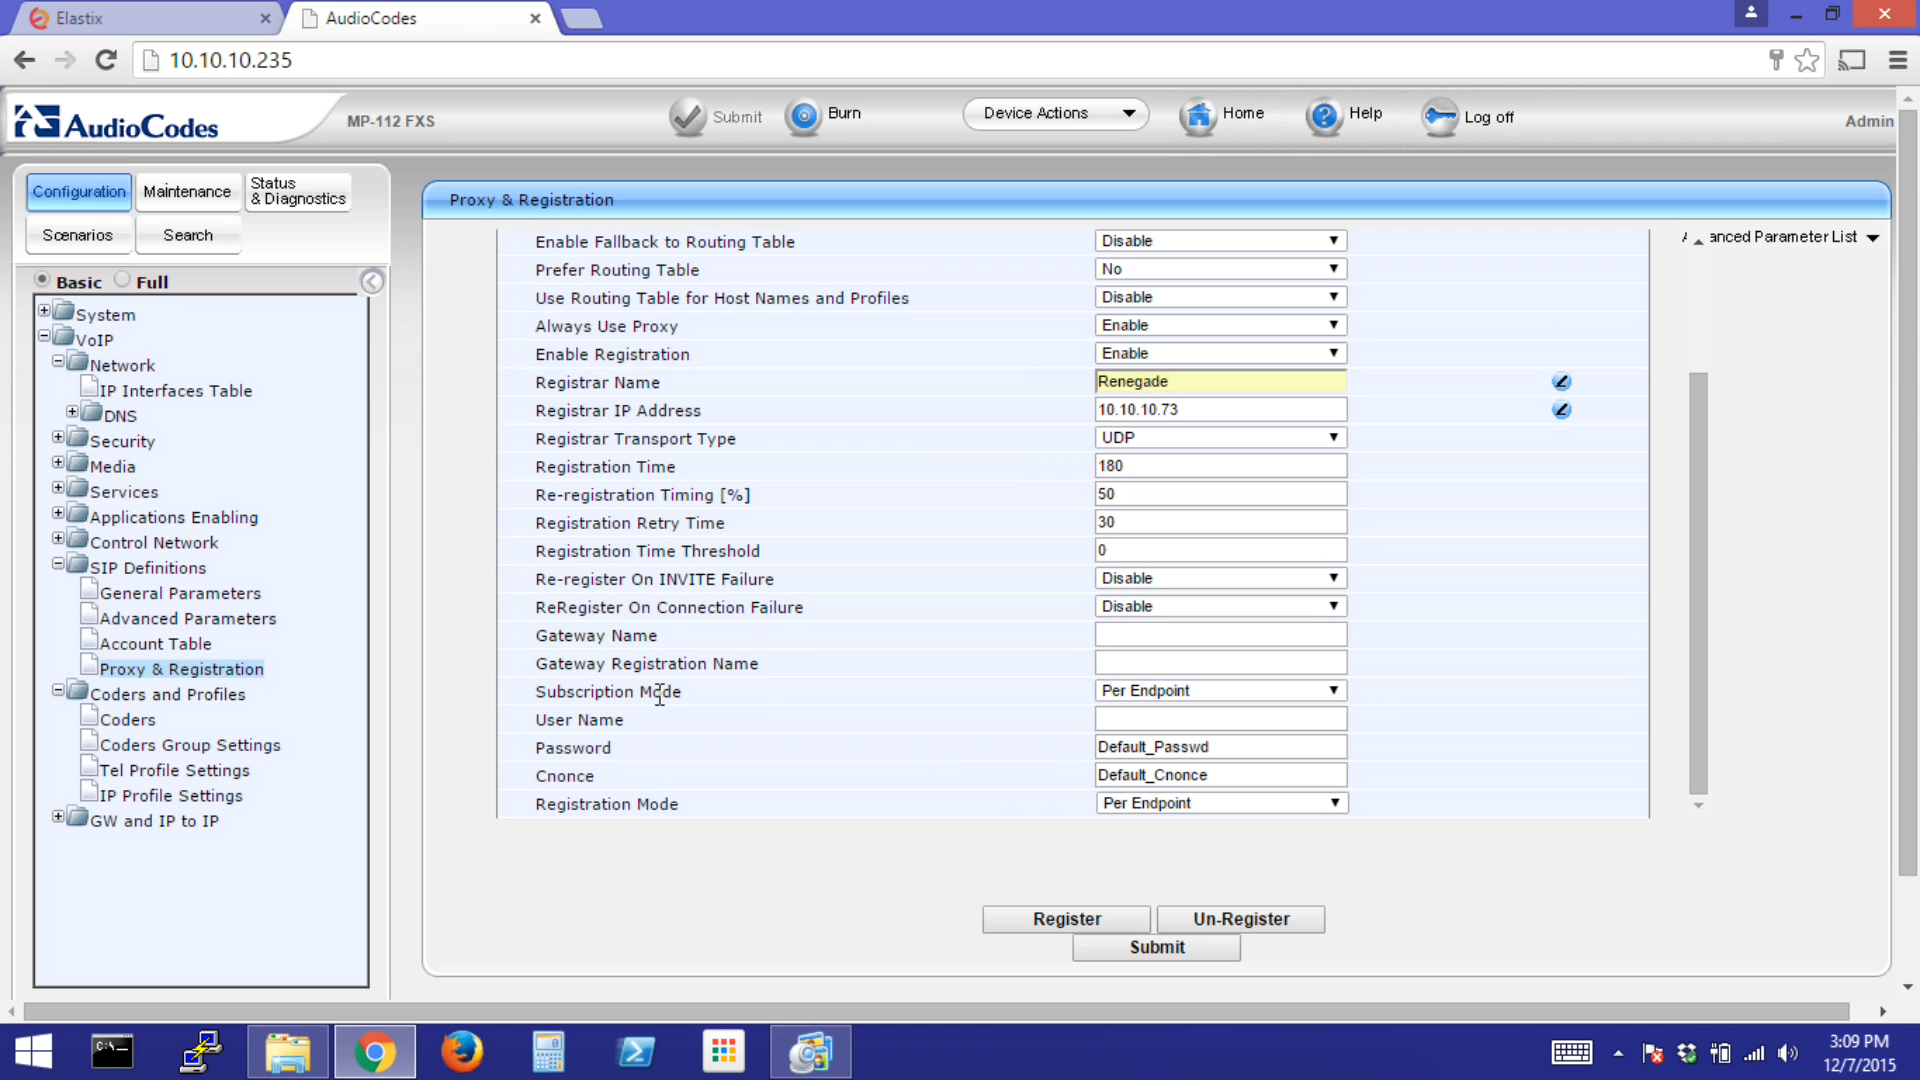 Elastix
AudioCodes
10.10.10.235
AudioCodes
MP-112 FXS
Submit
Burn
Device Actions
Home
Help
Log off
Admin
Configuration
Maintenance
Status
& Diagnostics
Scenarios
Search
Basic
Full
System
VoIP
Network
IP Interfaces Table
DNS
Security
Media
Services
Applications Enabling
Control Network
SIP Definitions
General Parameters
Advanced Parameters
Account Table
Proxy & Registration
Coders and Profiles
Coders
Coders Group Settings
Tel Profile Settings
IP Profile Settings
GW and IP to IP
Proxy & Registration
anced Parameter List
Enable Fallback to Routing Table Disable
Prefer Routing Table No
Use Routing Table for Host Names and Profiles Disable
Always Use Proxy Enable
Enable Registration Enable
Registrar Name Renegade
Registrar IP Address 10.10.10.73
Registrar Transport Type UDP
Registration Time 180
Re-registration Timing [%] 50
Registration Retry Time 30
Registration Time Threshold 0
Re-register On INVITE Failure Disable
ReRegister On Connection Failure Disable
Gateway Name
Gateway Registration Name
Subscription Mode Per Endpoint
User Name
Password Default_Passwd
Cnonce Default_Cnonce
Registration Mode Per Endpoint
Register
Un-Register
Submit
C:\_
3:09 PM
12/7/2015